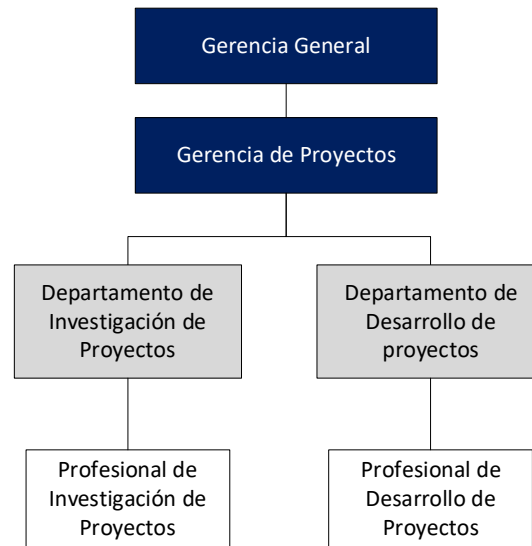 Gerencia General
Gerencia de Proyectos
Departamento de
Investigación de
Proyectos
Departamento de
Desarrollo de
proyectos
Profesional de
Investigación de
Proyectos
Profesional de
Desarrollo de
Proyectos